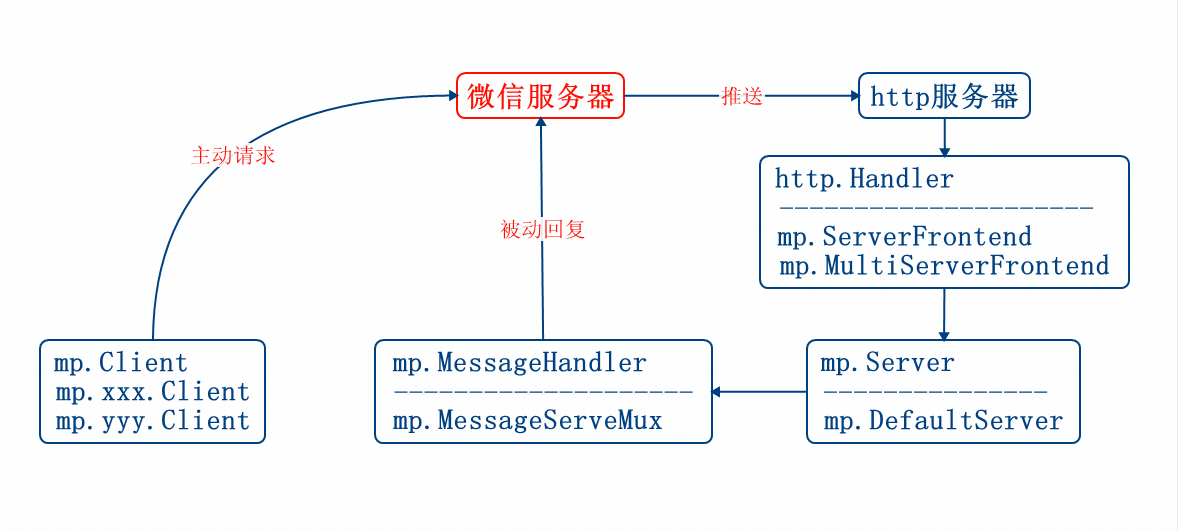 微信服务器
推送
http服务器
主动请求
http.Handler
---------------------
mp.ServerFrontend
mp.MultiServerFrontend
被动回复
mp.Client
mp.xxx.Client
mp.yyy.Client
mp.MessageHandler
--------------------
mp.MessageServeMux
mp.Server
---------------
mp.DefaultServer